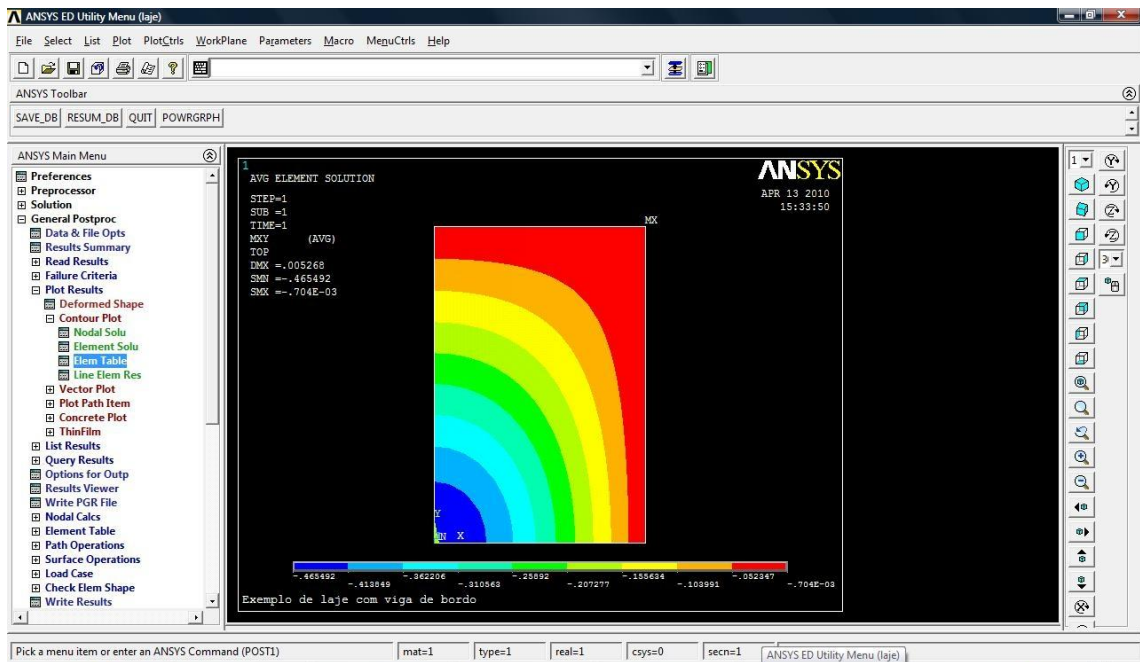 ANSYS ED Utility Menu (laje)
File Select List Plot PlotCtrls WorkPlane Parameters Macro MenuCtrls Help
ANSYS Toolbar
SAVE_DB RESUM_DB QUIT POWRGRPH
ANSYS Main Menu
Preferences
Preprocessor
Solution
General Postproc
Data & File Opts
Results Summary
Read Results
Failure Criteria
Plot Results
Deformed Shape
Contour Plot
Nodal Solu
Element Solu
Elem Table
Line Elem Res
Vector Plot
Plot Path Item
Concrete Plot
ThinFilm
List Results
Query Results
Options for Outp
Results Viewer
Write PGR File
Nodal Calcs
Element Table
Path Operations
Surface Operations
Load Case
Check Elem Shape
Write Results
1
AVG ELEMENT SOLUTION
STEP=1
SUB =1
TIME=1
MXY (AVG)
TOP
DMX =.005268
SMN =-.465492
SMX =-.704E-03
ANSYS
APR 13 2010
15:33:50
MX
Y
X
-.465492 -.362206 -.25892 -.155634 -.052347
-.413849 -.310563 -.207277 -.103991 -.704E-03
Exemplo de laje com viga de bordo
1
Pick a menu item or enter an ANSYS Command (POST1) mat=1 type=1 real=1 csys=0 secn=1
ANSYS ED Utility Menu (laje)